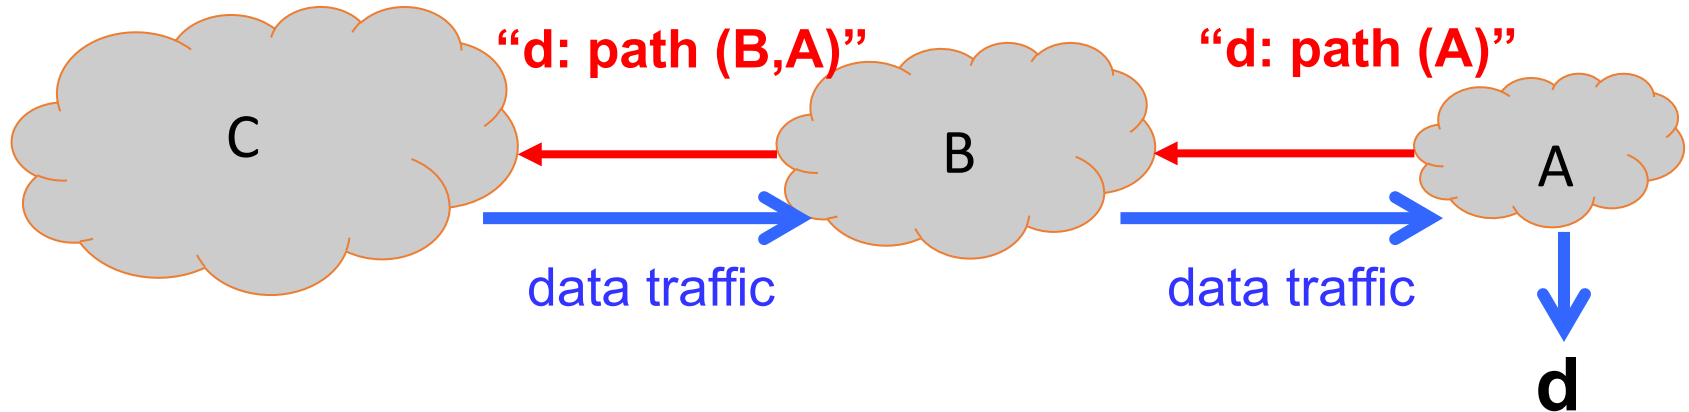 “d: path (B,A)”
“d: path (A)”
C
B
A
data traffic
data traffic
d